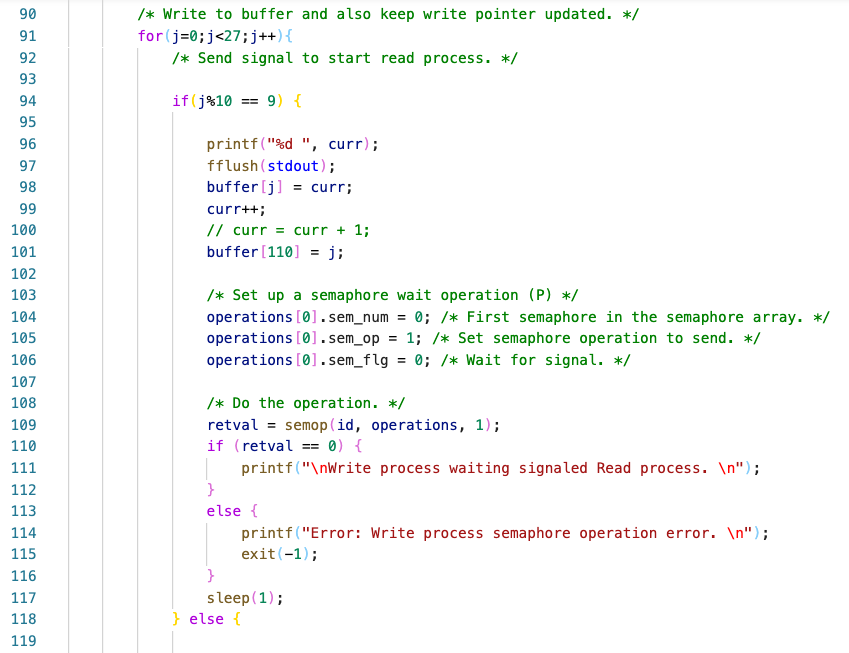 90 /* Write to buffer and also keep write pointer updated. */
91 for(j=0;j<27;j++){
92 /* Send signal to start read process. */
93
94 if(j%10 == 9) {
95
96 printf("%d ", curr);
97 fflush(stdout);
98 buffer[j] = curr;
99 curr++;
100 // curr = curr + 1;
101 buffer[110] = j;
102
103 /* Set up a semaphore wait operation (P) */
104 operations[0].sem_num = 0; /* First semaphore in the semaphore array. */
105 operations[0].sem_op = 1; /* Set semaphore operation to send. */
106 operations[0].sem_flg = 0; /* Wait for signal. */
107
108 /* Do the operation. */
109 retval = semop(id, operations, 1);
110 if (retval == 0) {
111 printf("\nWrite process waiting signaled Read process. \n");
112 }
113 else {
114 printf("Error: Write process semaphore operation error. \n");
115 exit(-1);
116 }
117 sleep(1);
118 } else {
119